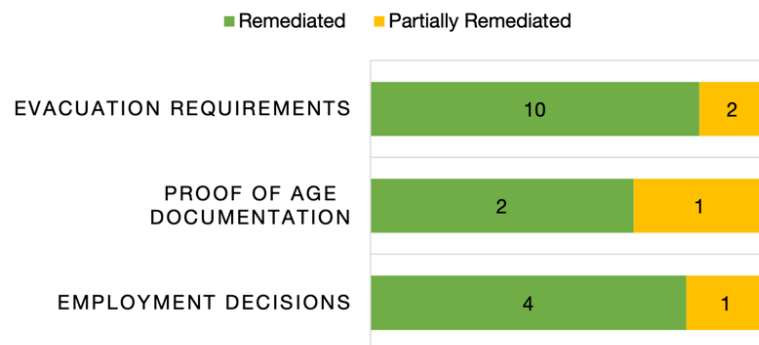 Remediated Partially Remediated
EVACUATION REQUIREMENTS 10 2
PROOF OF AGE
DOCUMENTATION 2 1
EMPLOYMENT DECISIONS 4 1